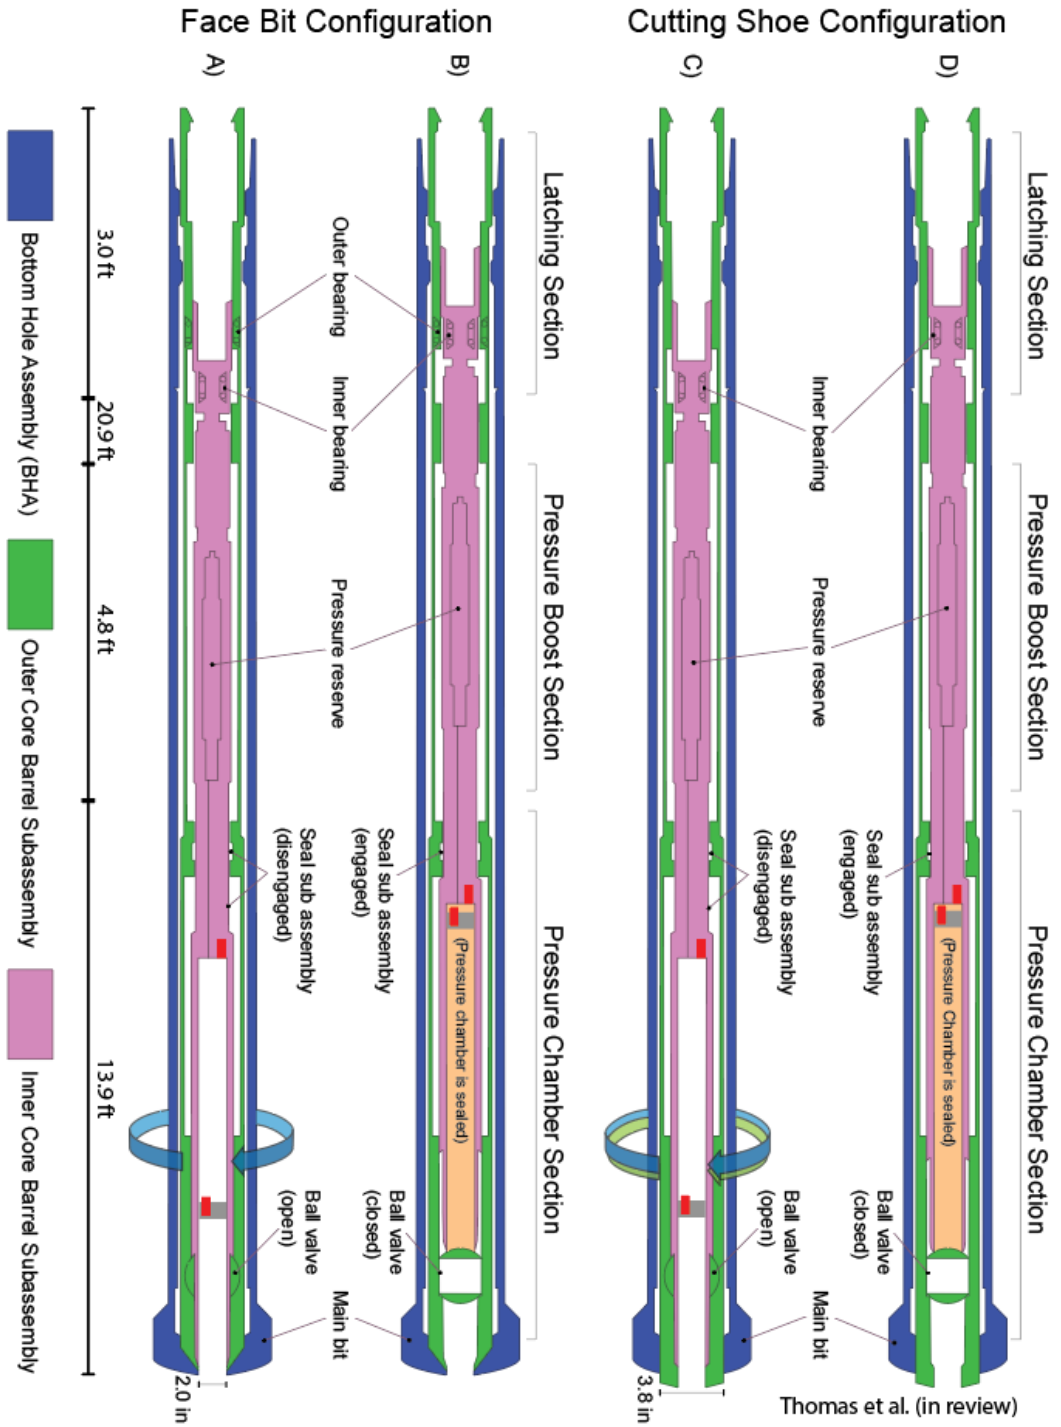 Face Bit Configuration
Cutting Shoe Configuration
A)
B)
C)
D)
Latching Section
Latching Section
Outer bearing
Inner bearing
Inner bearing
Pressure Boost Section
Pressure Boost Section
Pressure reserve
Pressure reserve
Pressure Chamber Section
Pressure Chamber Section
Seal sub assembly
(disengaged)
Seal sub assembly
(engaged)
Seal sub assembly
(disengaged)
Seal sub assembly
(engaged)
(Pressure chamber is sealed)
(Pressure Chamber is sealed)
Ball valve
(open)
Ball valve
(closed)
Ball valve
(open)
Ball valve
(closed)
Main bit
Main bit
2.0 in
3.8 in
3.0 ft
20.9 ft
4.8 ft
13.9 ft
Bottom Hole Assembly (BHA)
Outer Core Barrel Subassembly
Inner Core Barrel Subassembly
Thomas et al. (in review)